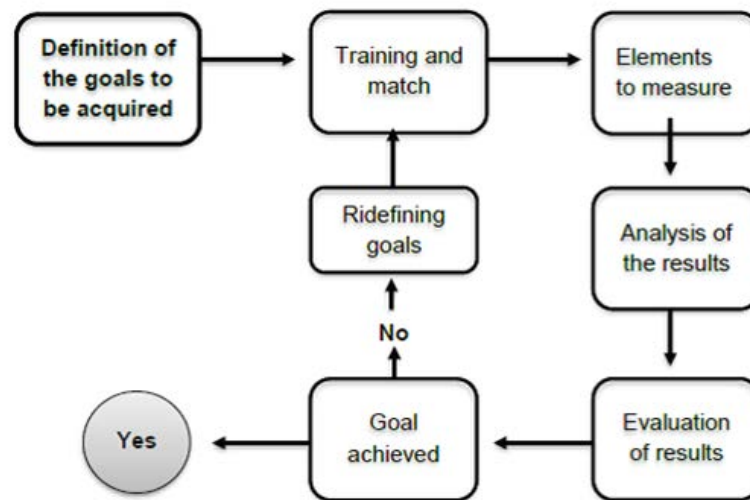 Definition of
the goals to
be acquired
Training and
match
Elements
to measure
Ridefining
goals
Analysis of
the results
No
Yes
Goal
achieved
Evaluation
of results